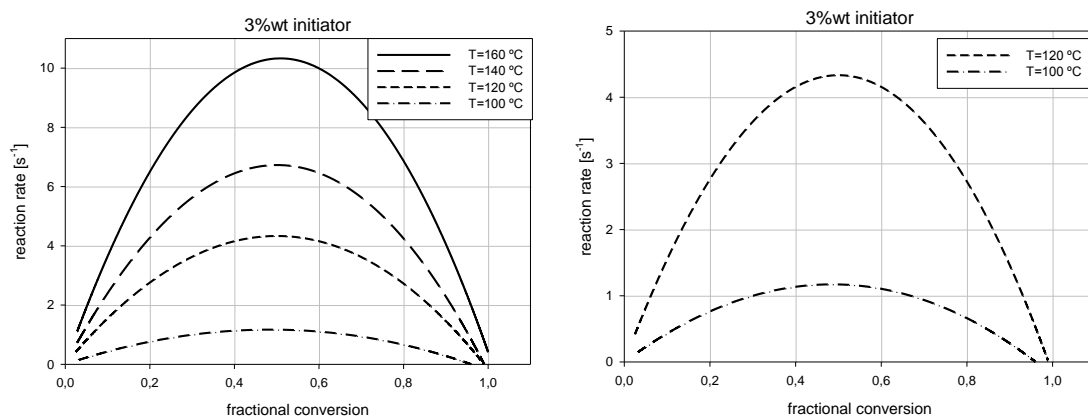 3%wt initiator
T=160 ºC
T=140 ºC
T=120 ºC
T=100 ºC
10
8
6
4
2
0
0,0 0,2 0,4 0,6 0,8 1,0
reaction rate [s-1]
fractional conversion
3%wt initiator
T=120 ºC
T=100 ºC
5
4
3
2
1
0
0,0 0,2 0,4 0,6 0,8 1,0
reaction rate [s-1]
fractional conversion